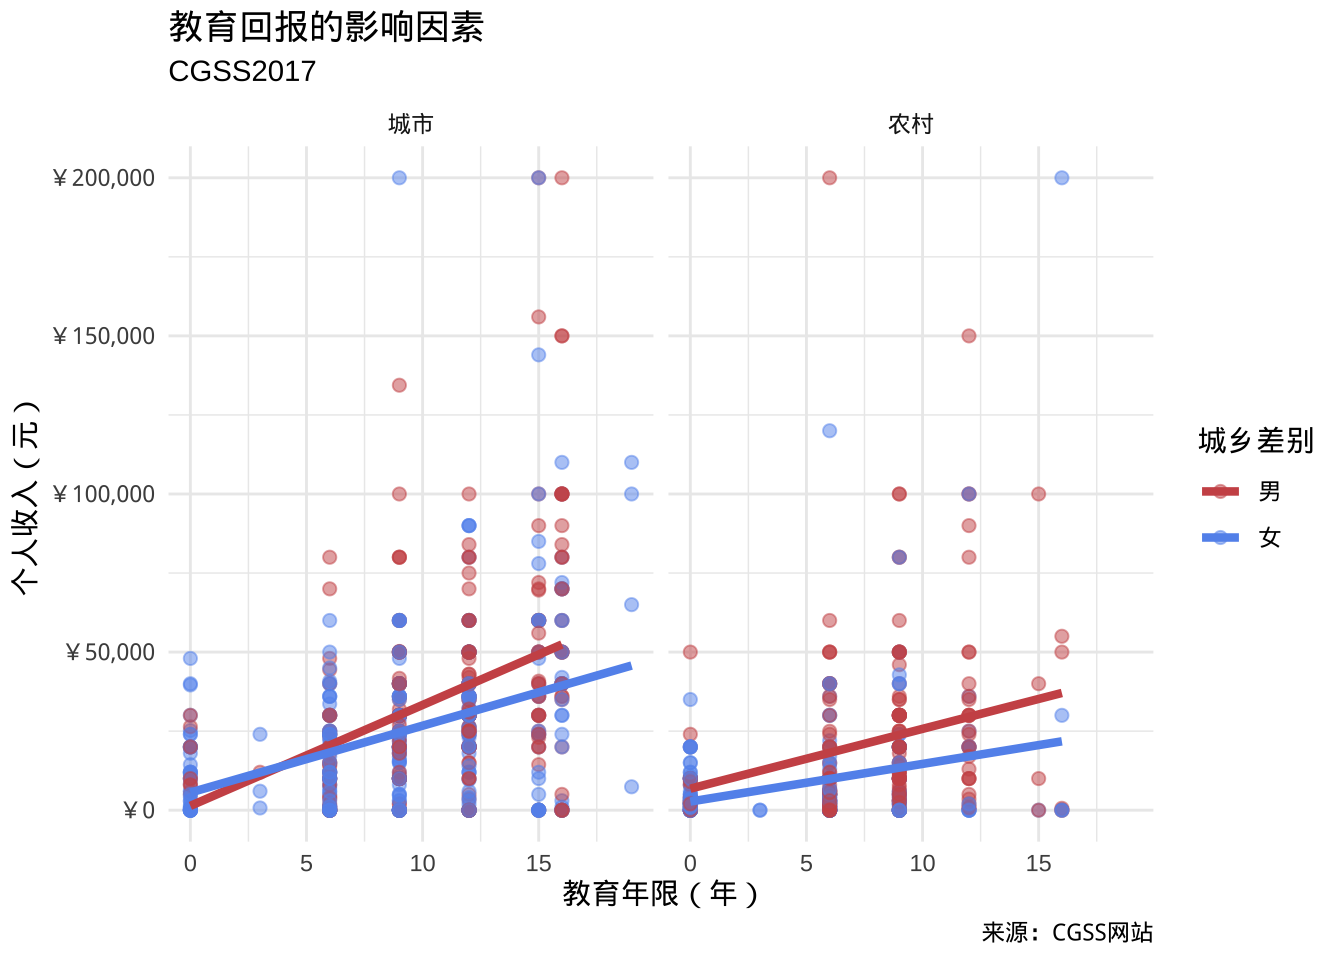 教育回报的影响因素
CGSS2017
城市
农村
¥200,000
¥150,000
¥100,000
¥50,000
¥0
个人收入（元）
0 5 10 15
0 5 10 15
教育年限（年）
城乡差别
男
女
来源：CGSS网站